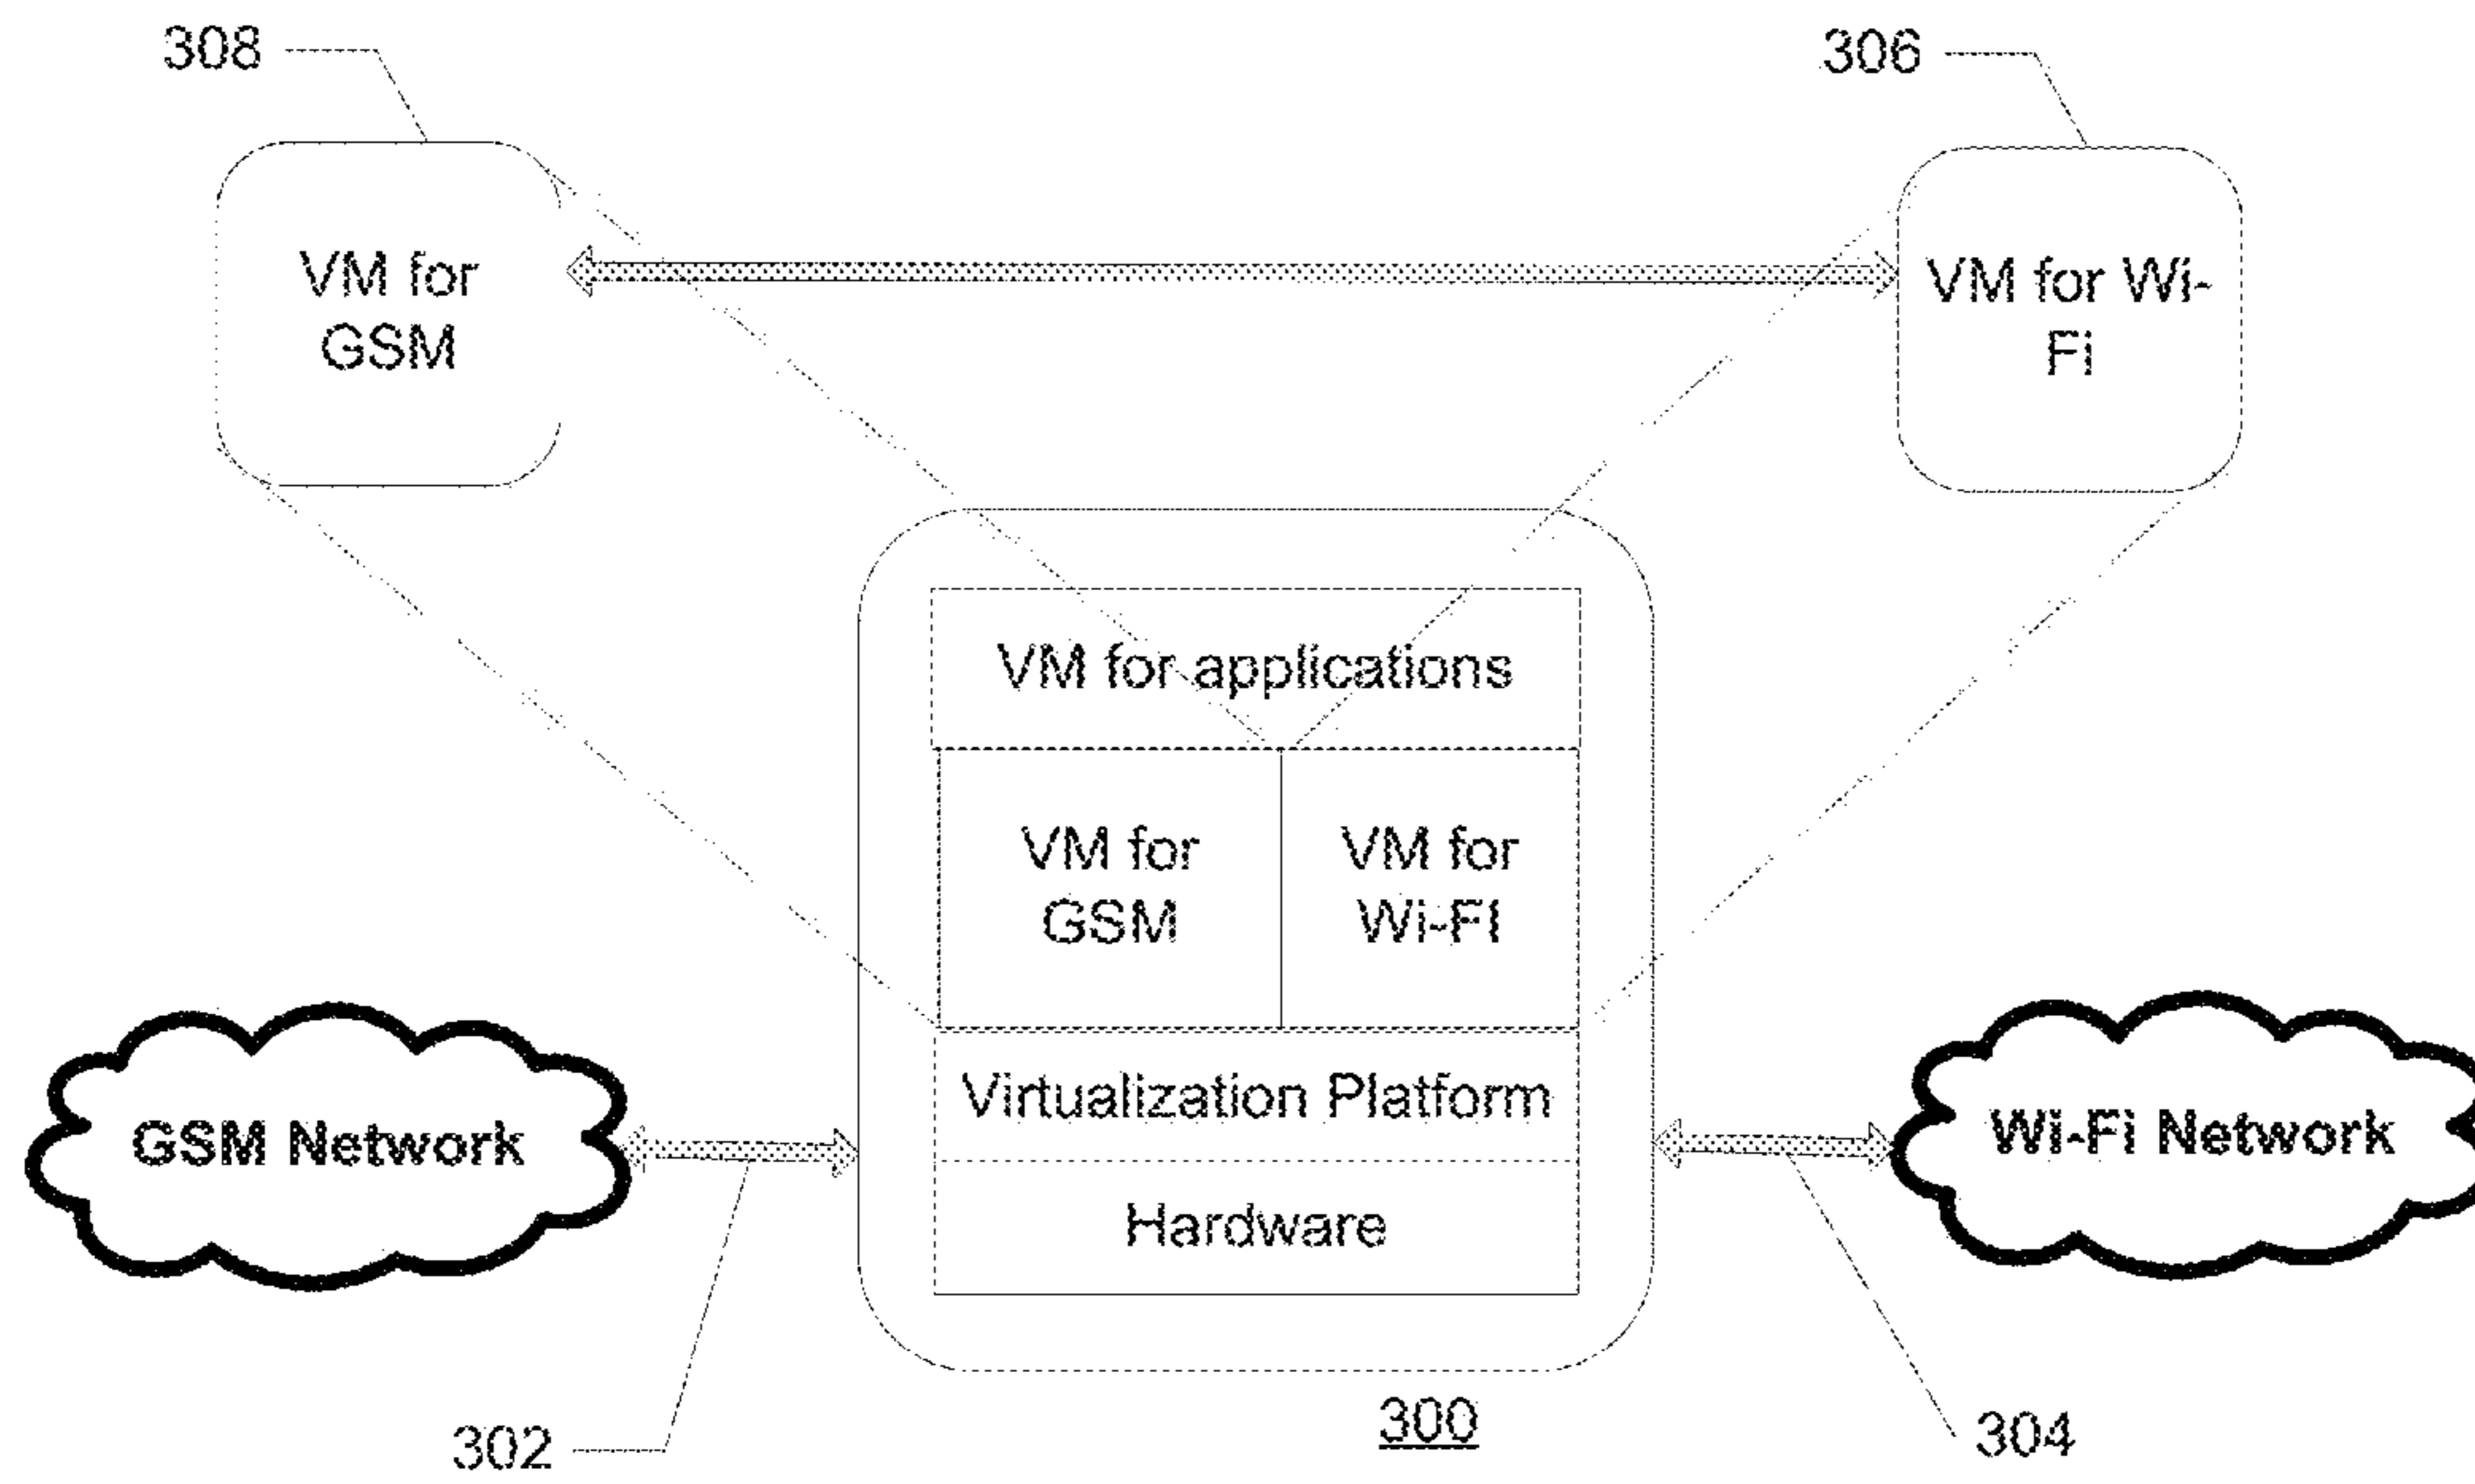 308
306
VM for
GSM
VM for Wi-
Fi
VM for applications
VM for
GSM
VM for
Wi-FI
Virtualization Platform
GSM Network
Wi-Fi Network
Hardware
300
302
304